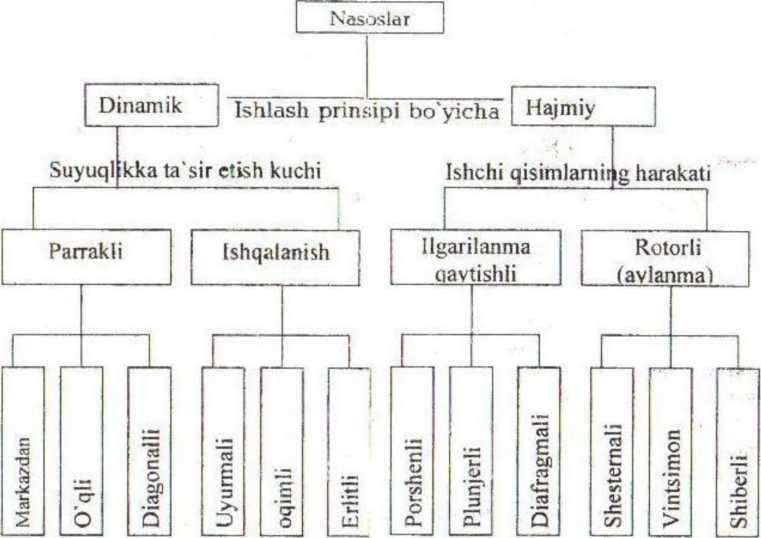 Nasoslar
Dinamik
Ishlash prinsipi bo`yicha
Hajmiy
Suyuqlikka ta`sir etish kuchi
Ishchi qisimlarning harakati
Parrakli
Ishqalanish
Ilgarilanma
qaytishli
Rotorli
(aylanma)
Markazdan
O`qli
Diagonalli
Uyurmali
oqimli
Erlitli
Porshenli
Plunjerli
Diafragmali
Shesternali
Vintsimon
Shiberli